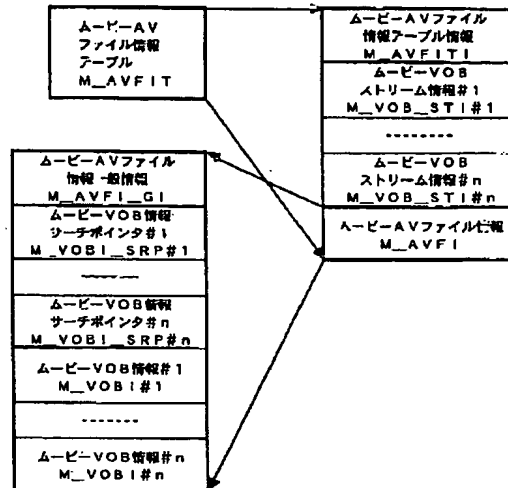 ムービーAV
ファイル情報
テーブル
M_AVFIT
ムービーAVファイル
情報テーブル情報
M_AVFITI
ムービーVOB
ストリーム情報#1
M_VOB_STI#1
--------
ムービーVOB
ストリーム情報#n
M_VOB_STI#n
ムービーAVファイル情報
M_AVFI
ムービーAVファイル
情報一般情報
M_AVFI_GI
ムービーVOB情報
サーチポインタ#1
M_VOBI_SRP#1
-------
ムービーVOB情報
サーチポインタ#n
M_VOBI_SRP#n
ムービーVOB情報#1
M_VOBI#1
-------
ムービーVOB情報#n
M_VOBI#n